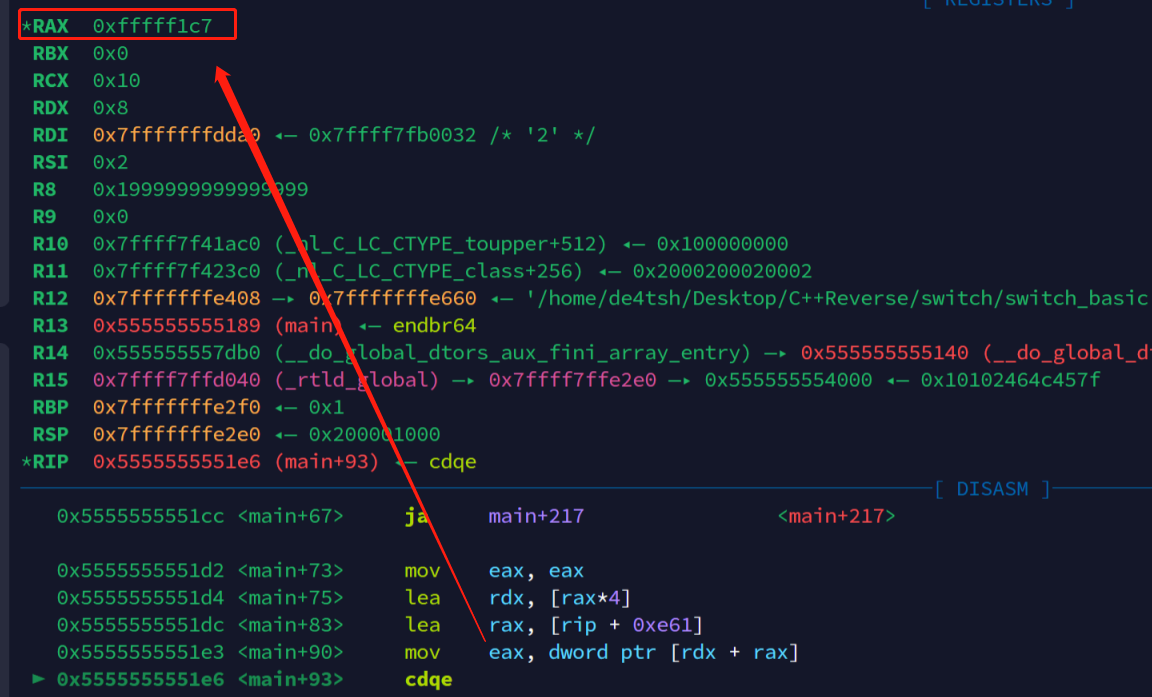 [ REGISTERS ]
*RAX 0xfffff1c7
RBX 0x0
RCX 0x10
RDX 0x8
RDI 0x7fffffffdda0 ◂— 0x7ffff7fb0032 /* '2' */
RSI 0x2
R8 0x1999999999999999
R9 0x0
R10 0x7ffff7f41ac0 (_nl_C_LC_CTYPE_toupper+512) ◂— 0x100000000
R11 0x7ffff7f423c0 (_nl_C_LC_CTYPE_class+256) ◂— 0x2000200020002
R12 0x7fffffffe408 —▸ 0x7fffffffe660 ◂— '/home/de4tsh/Desktop/C++Reverse/switch/switch_basic
R13 0x555555555189 (main) ◂— endbr64
R14 0x555555557db0 (__do_global_dtors_aux_fini_array_entry) —▸ 0x555555555140 (__do_global_dt
R15 0x7ffff7ffd040 (_rtld_global) —▸ 0x7ffff7ffe2e0 —▸ 0x555555554000 ◂— 0x10102464c457f
RBP 0x7fffffffe2f0 ◂— 0x1
RSP 0x7fffffffe2e0 ◂— 0x200001000
*RIP 0x5555555551e6 (main+93) ◂— cdqe
[ DISASM ]
0x5555555551cc <main+67> ja main+217 <main+217>
0x5555555551d2 <main+73> mov eax, eax
0x5555555551d4 <main+75> lea rdx, [rax*4]
0x5555555551dc <main+83> lea rax, [rip + 0xe61]
0x5555555551e3 <main+90> mov eax, dword ptr [rdx + rax]
► 0x5555555551e6 <main+93> cdqe